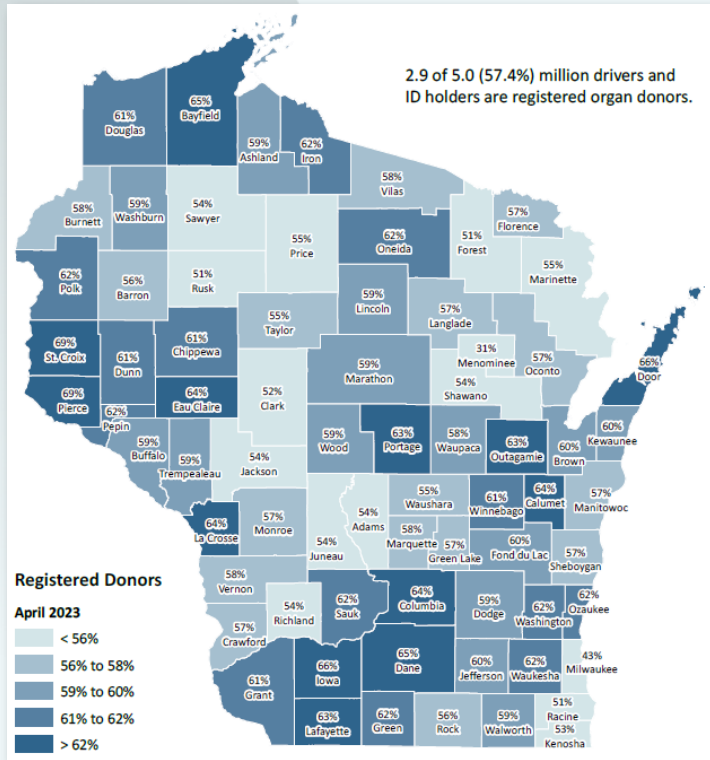 2.9 of 5.0 (57.4%) million drivers and
ID holders are registered organ donors.
65%
Bayfield
61%
Douglas
59%
Ashland
62%
Iron
58%
Vilas
58%
Burnett
59%
Washburn
54%
Sawyer
57%
Florence
55%
Price
62%
Oneida
51%
Forest
55%
Marinette
62%
Polk
56%
Barron
51%
Rusk
59%
Lincoln
57%
Langlade
55%
Taylor
69%
St. Croix
61%
Dunn
61%
Chippewa
31%
Menominee
57%
Oconto
66%
Door
59%
Marathon
54%
Shawano
69%
Pierce
64%
Eau Claire
52%
Clark
62%
Pepin
59%
Buffalo
59%
Trempealeau
59%
Wood
63%
Portage
58%
Waupaca
63%
Outagamie
60%
Brown
60%
Kewaunee
54%
Jackson
64%
La Crosse
57%
Monroe
54%
Juneau
54%
Adams
55%
Waushara
61%
Winnebago
64%
Calumet
57%
Manitowoc
58%
Marquette
57%
Green Lake
60%
Fond du Lac
57%
Sheboygan
58%
Vernon
54%
Richland
62%
Sauk
64%
Columbia
59%
Dodge
62%
Washington
62%
Ozaukee
57%
Crawford
61%
Grant
66%
Iowa
65%
Dane
60%
Jefferson
62%
Waukesha
43%
Milwaukee
63%
Lafayette
62%
Green
56%
Rock
59%
Walworth
51%
Racine
53%
Kenosha
Registered Donors
April 2023
< 56%
56% to 58%
59% to 60%
61% to 62%
> 62%